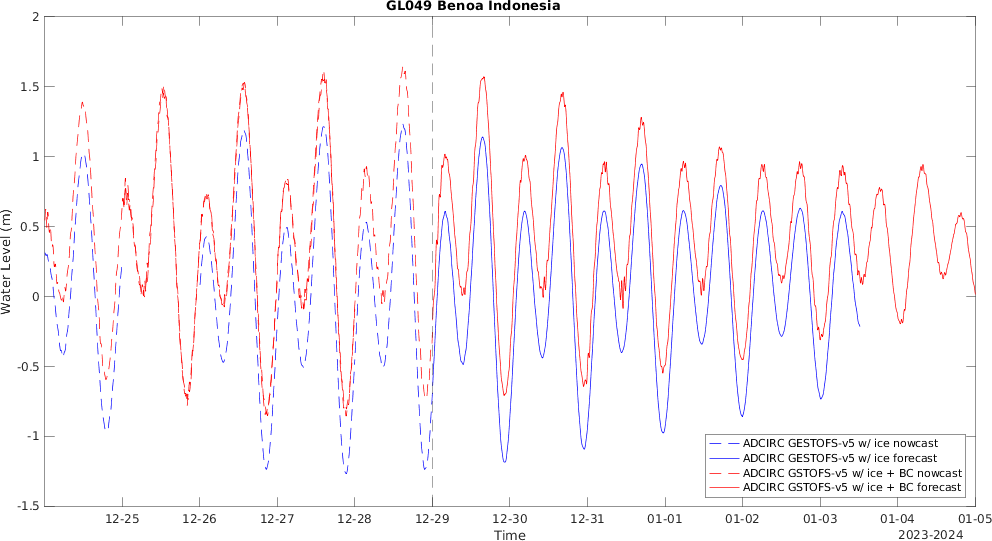 GL049 Benoa Indonesia
2
1.5
1
0.5
0
-0.5
-1
-1.5
Water Level (m)
12-25 12-26 12-27 12-28 12-29 12-30 12-31 01-01 01-02 01-03 01-04 01-05
Time
2023-2024
ADCIRC GESTOFS-v5 w/ ice nowcast
ADCIRC GESTOFS-v5 w/ ice forecast
ADCIRC GSTOFS-v5 w/ ice + BC nowcast
ADCIRC GSTOFS-v5 w/ ice + BC forecast